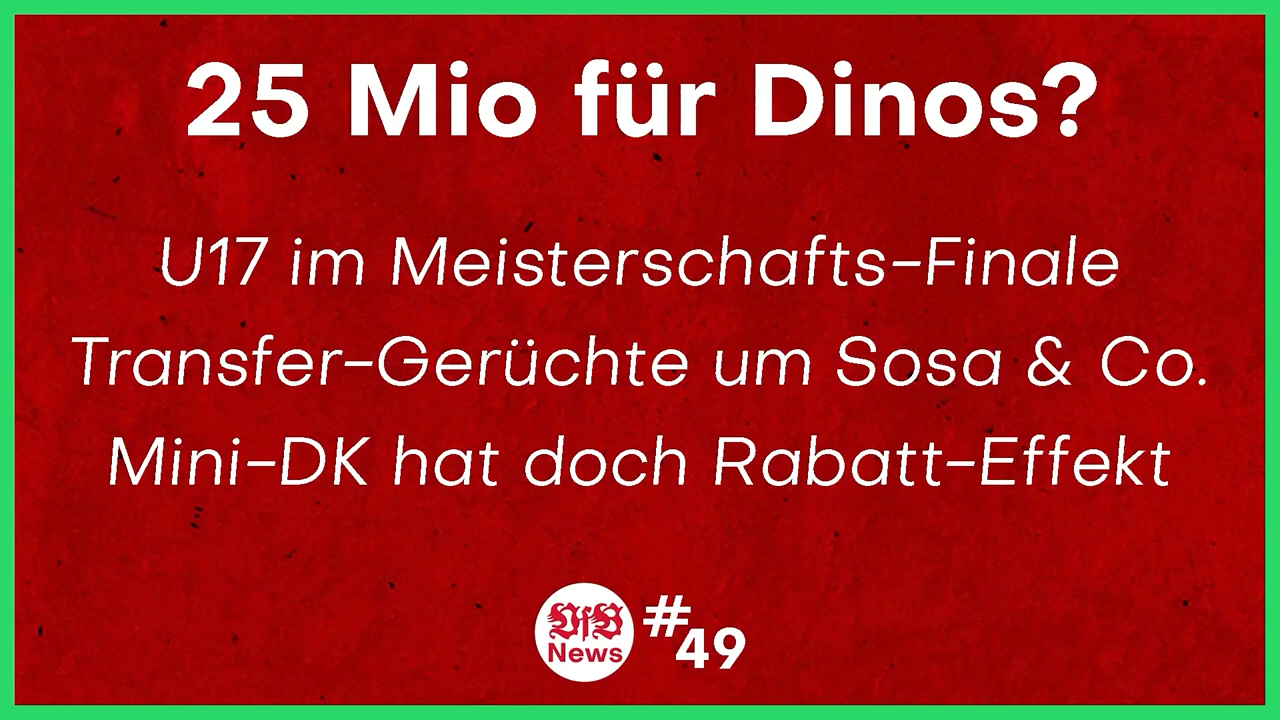 25 Mio für Dinos?
U17 im Meisterschafts-Finale
Transfer-Gerüchte um Sosa & Co.
Mini-DK hat doch Rabatt-Effekt
VfB
News
#49